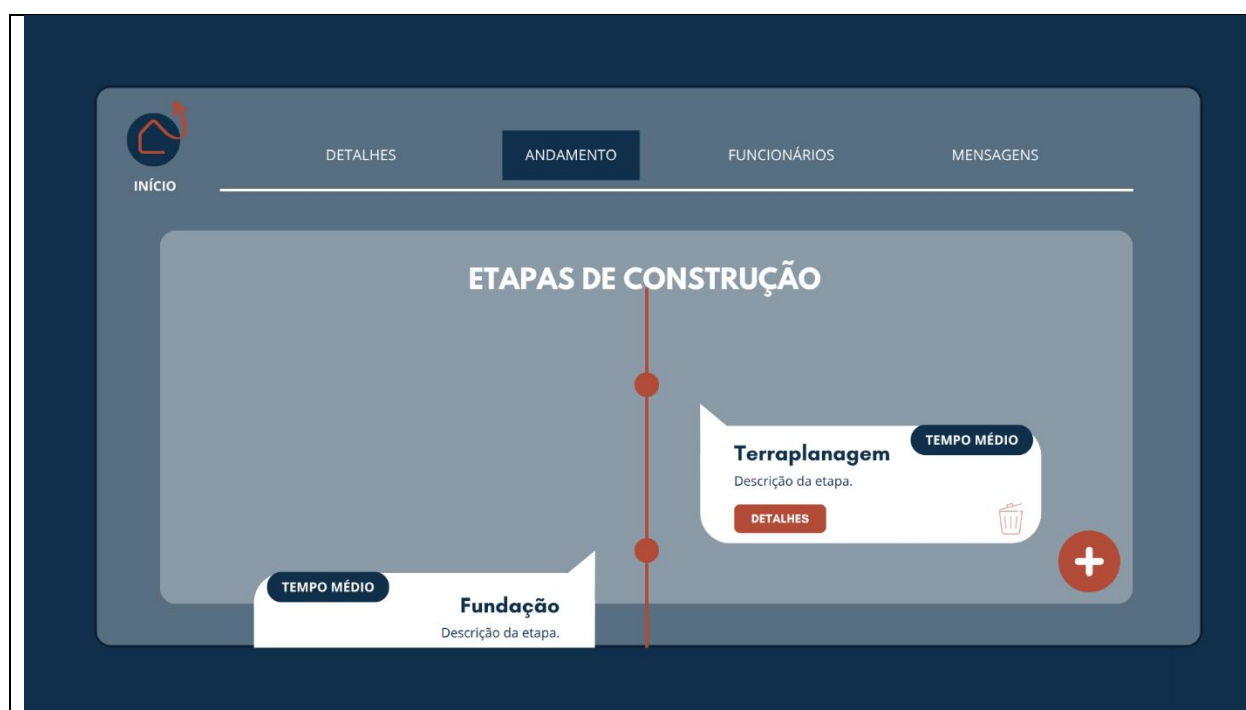 INÍCIO
DETALHES
ANDAMENTO
FUNCIONÁRIOS
MENSAGENS
ETAPAS DE CONSTRUÇÃO
TEMPO MÉDIO
Terraplanagem
Descrição da etapa.
DETALHES
TEMPO MÉDIO
Fundação
Descrição da etapa.